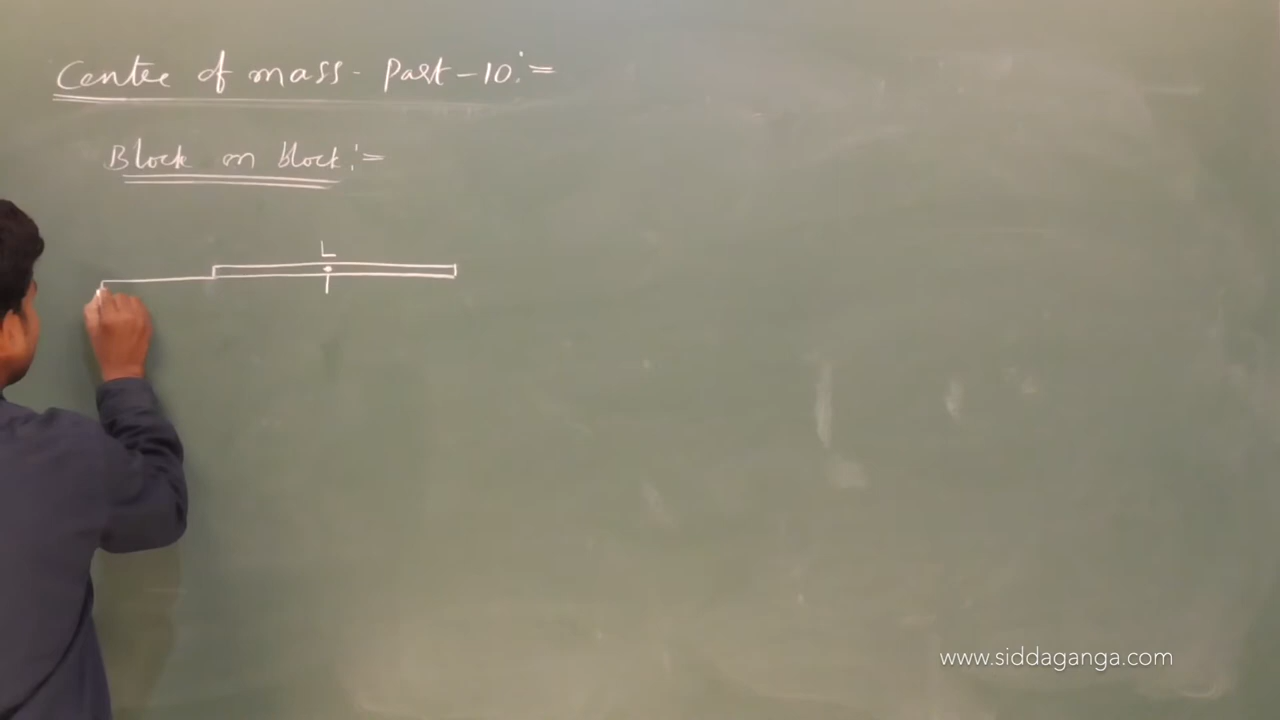 Centre of mass - Part - 10:=
Block on block:=
L
www.siddaganga.com